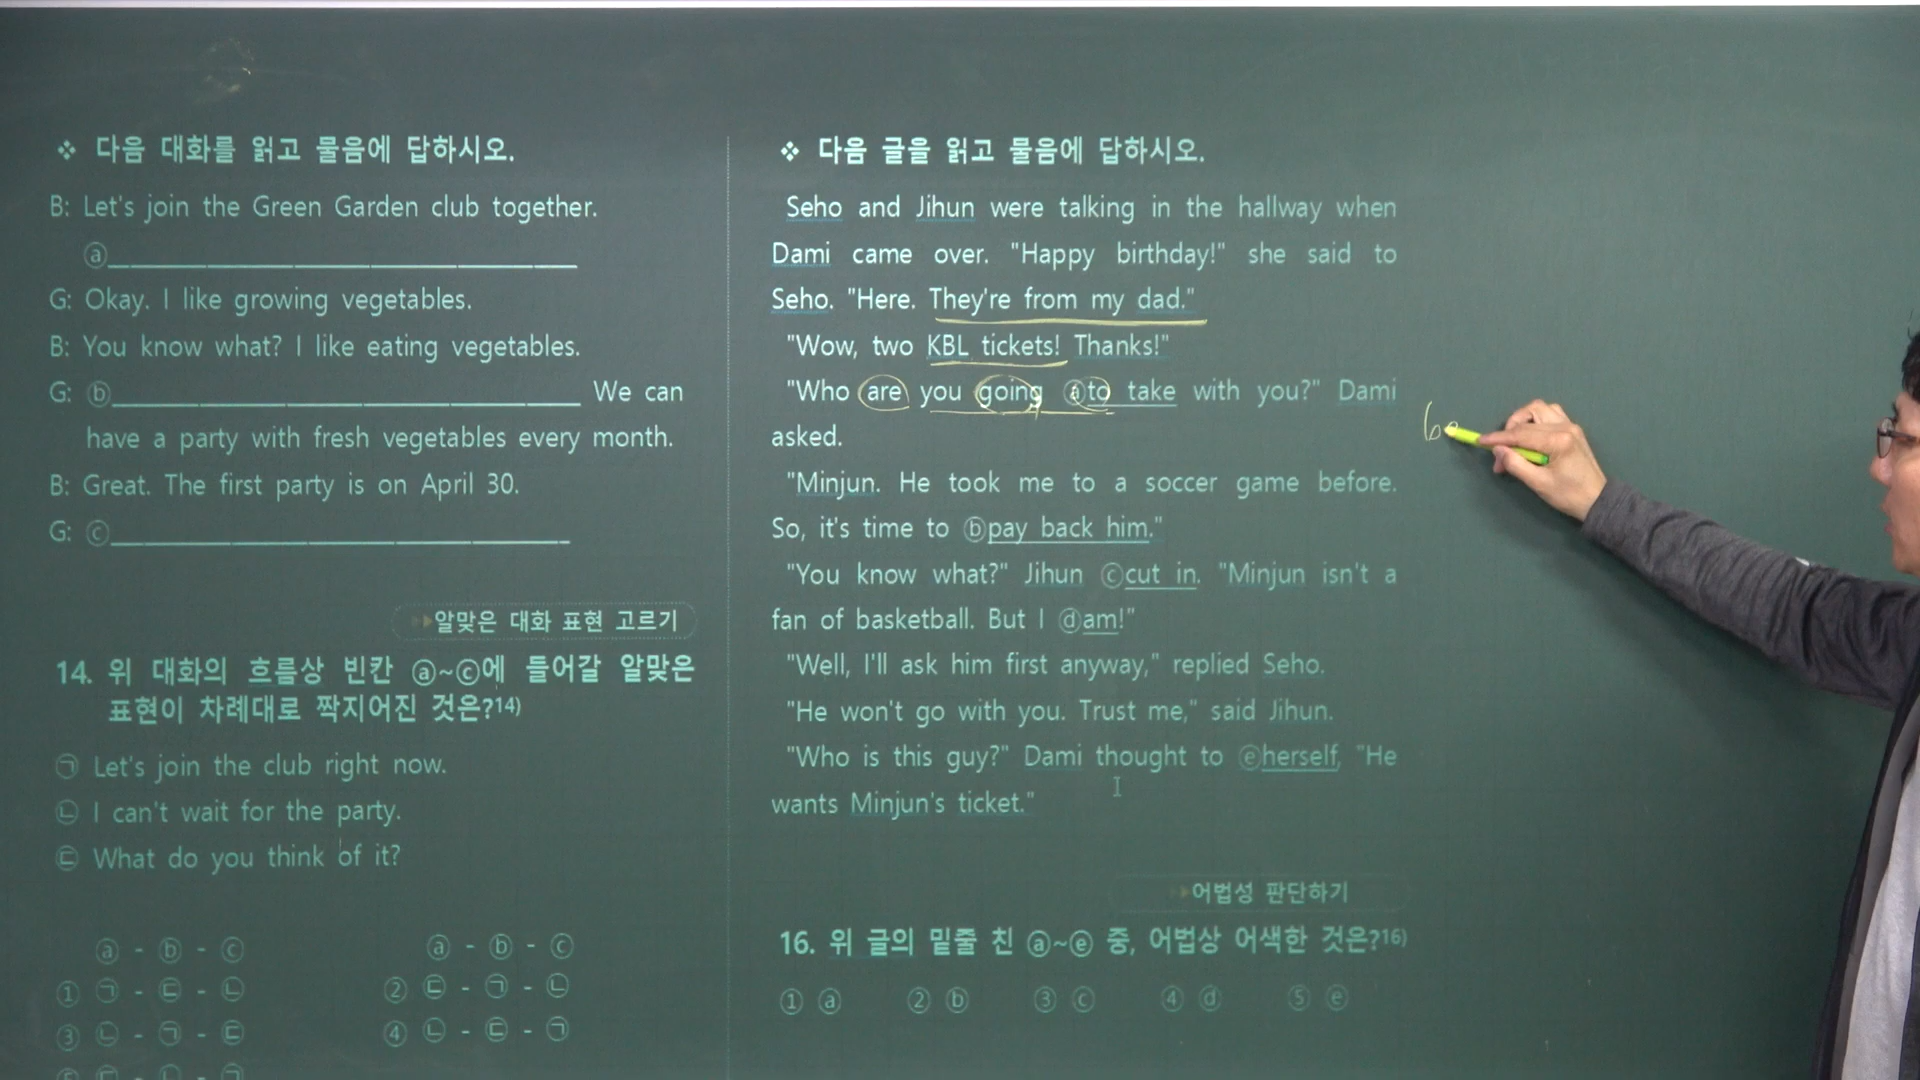 ❖ 다음 대화를 읽고 물음에 답하시오.
B: Let's join the Green Garden club together.
ⓐ____________________
G: Okay. I like growing vegetables.
B: You know what? I like eating vegetables.
G: ⓑ____________________ We can
have a party with fresh vegetables every month.
B: Great. The first party is on April 30.
G: ⓒ____________________
알맞은 대화 표현 고르기
14. 위 대화의 흐름상 빈칸 ⓐ~ⓒ에 들어갈 알맞은
표현이 차례대로 짝지어진 것은?14)
㉠ Let's join the club right now.
㉡ I can't wait for the party.
㉢ What do you think of it?
ⓐ - ⓑ - ⓒ ⓐ - ⓑ - ⓒ
① ㉠ - ㉢ - ㉡ ② ㉢ - ㉠ - ㉡
③ ㉡ - ㉠ - ㉢ ④ ㉡ - ㉢ - ㉠
❖ 다음 글을 읽고 물음에 답하시오.
Seho and Jihun were talking in the hallway when
Dami came over. "Happy birthday!" she said to
Seho. "Here. They're from my dad."
"Wow, two KBL tickets! Thanks!"
"Who are you going ⓐto take with you?" Dami
asked.
be
"Minjun. He took me to a soccer game before.
So, it's time to ⓑpay back him."
"You know what?" Jihun ⓒcut in. "Minjun isn't a
fan of basketball. But I ⓓam!"
"Well, I'll ask him first anyway," replied Seho.
"He won't go with you. Trust me," said Jihun.
"Who is this guy?" Dami thought to ⓔherself, "He
wants Minjun's ticket."
어법성 판단하기
16. 위 글의 밑줄 친 ⓐ~ⓔ 중, 어법상 어색한 것은?16)
① ⓐ ② ⓑ ③ ⓒ ④ ⓓ ⑤ ⓔ